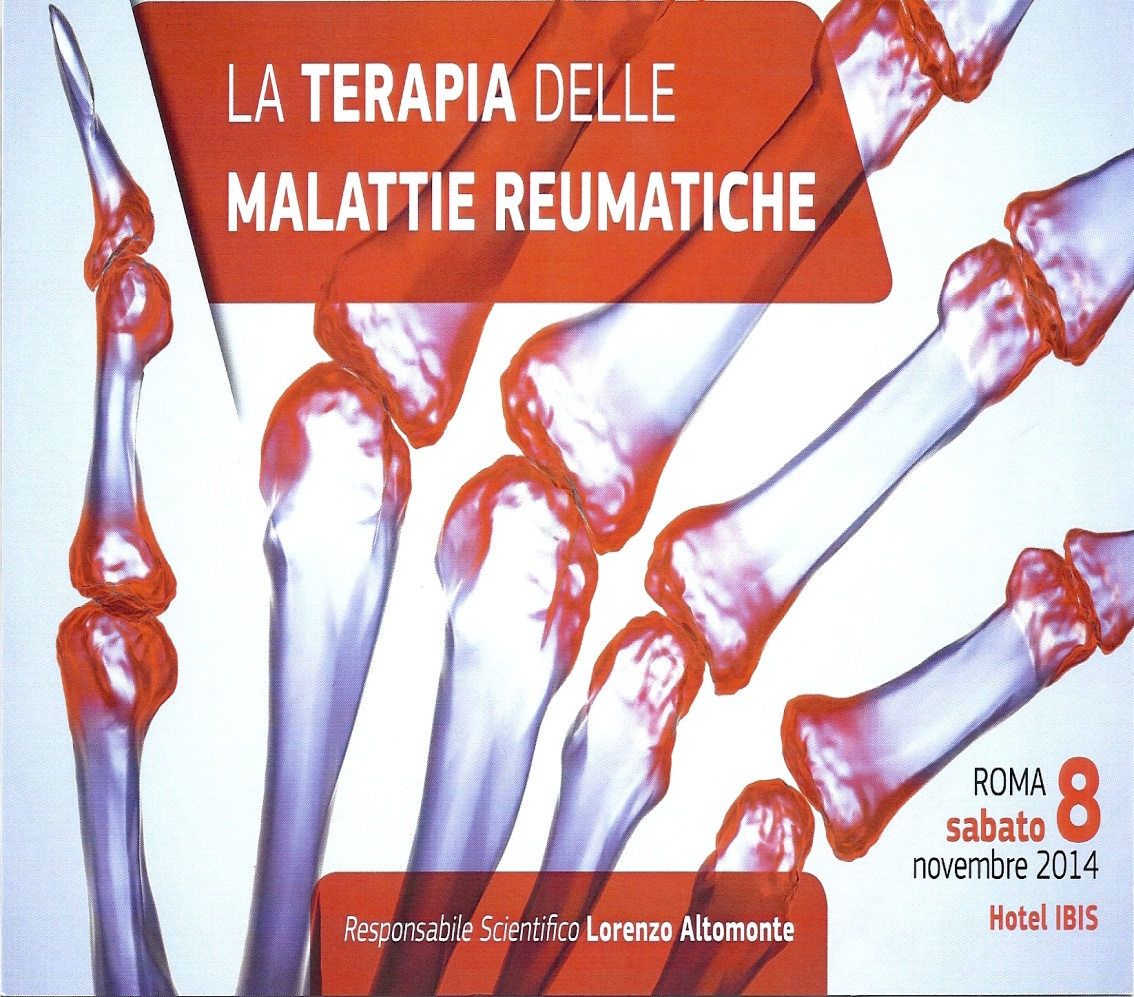 LA TERAPIA DELLE
MALATTIE REUMATICHE
ROMA 8
sabato
novembre 2014
Hotel IBIS
Responsabile Scientifico Lorenzo Altomonte